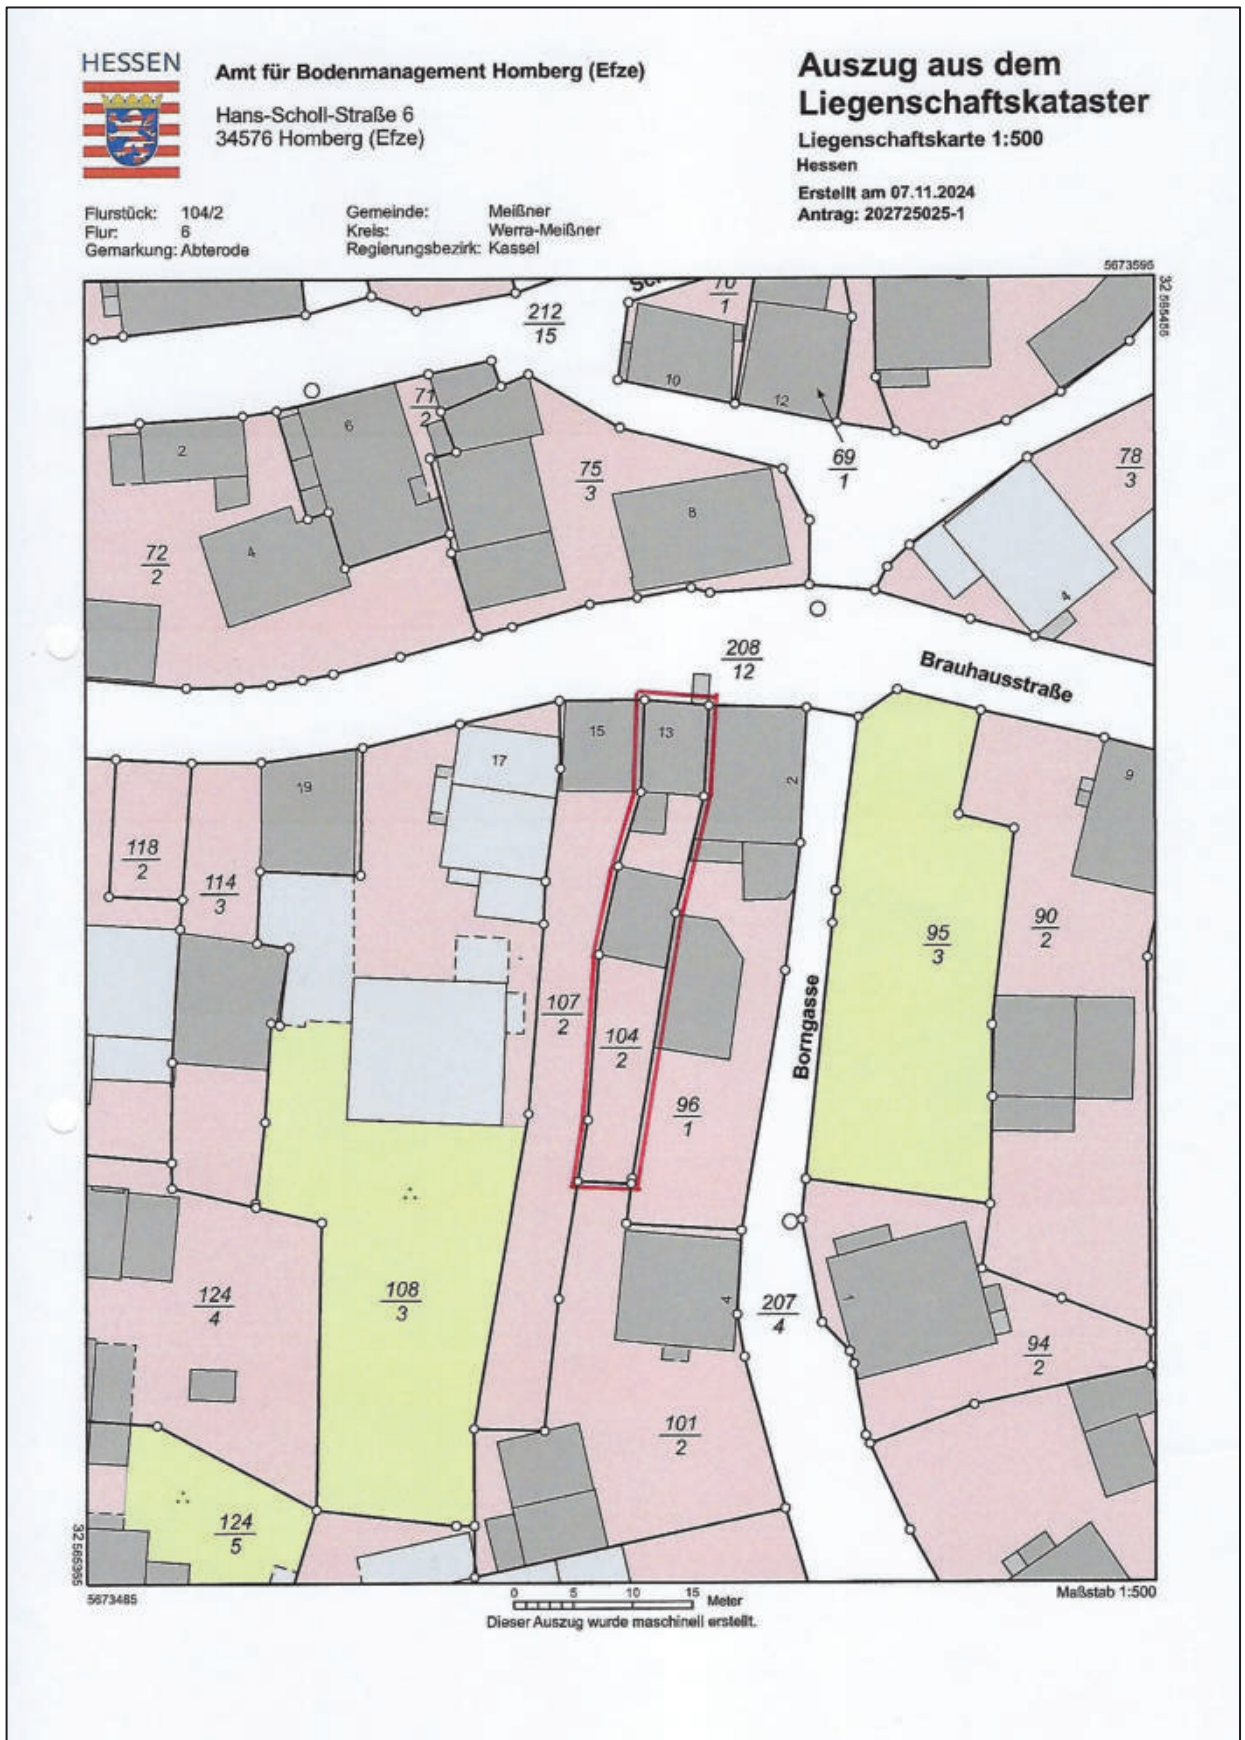 HESSEN
Amt für Bodenmanagement Homberg (Efze)
Hans-Scholl-Straße 6
34576 Homberg (Efze)
Auszug aus dem
Liegenschaftskataster
Liegenschaftskarte 1:500
Hessen
Erstellt am 07.11.2024
Antrag: 202725025-1
Flurstück: 104/2
Flur: 6
Gemarkung: Abterode
Gemeinde: Meißner
Kreis: Werra-Meißner
Regierungsbezirk: Kassel
5673595
212
15
70
1
10
12
69
1
71
2
2
6
4
75
3
8
78
3
72
2
4
208
12
Brauhausstraße
15
13
17
2
19
9
118
2
114
3
107
2
104
2
96
1
Borngasse
95
3
90
2
124
4
108
3
4
207
4
1
94
2
101
2
124
5
5673485
0 5 10 15 Meter
Maßstab 1:500
Dieser Auszug wurde maschinell erstellt.